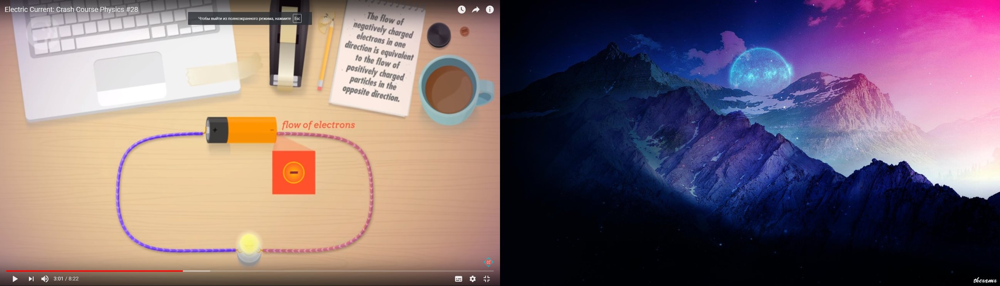 Electric Current: Crash Course Physics #28
Чтобы выйти из полноэкранного режима, нажмите Esc
The flow of
negatively charged
electrons in one
direction is equivalent
to the flow of
positively charged
particles in the
opposite direction.
+
-
flow of electrons
-
CC
3:01 / 8:22
thexamx